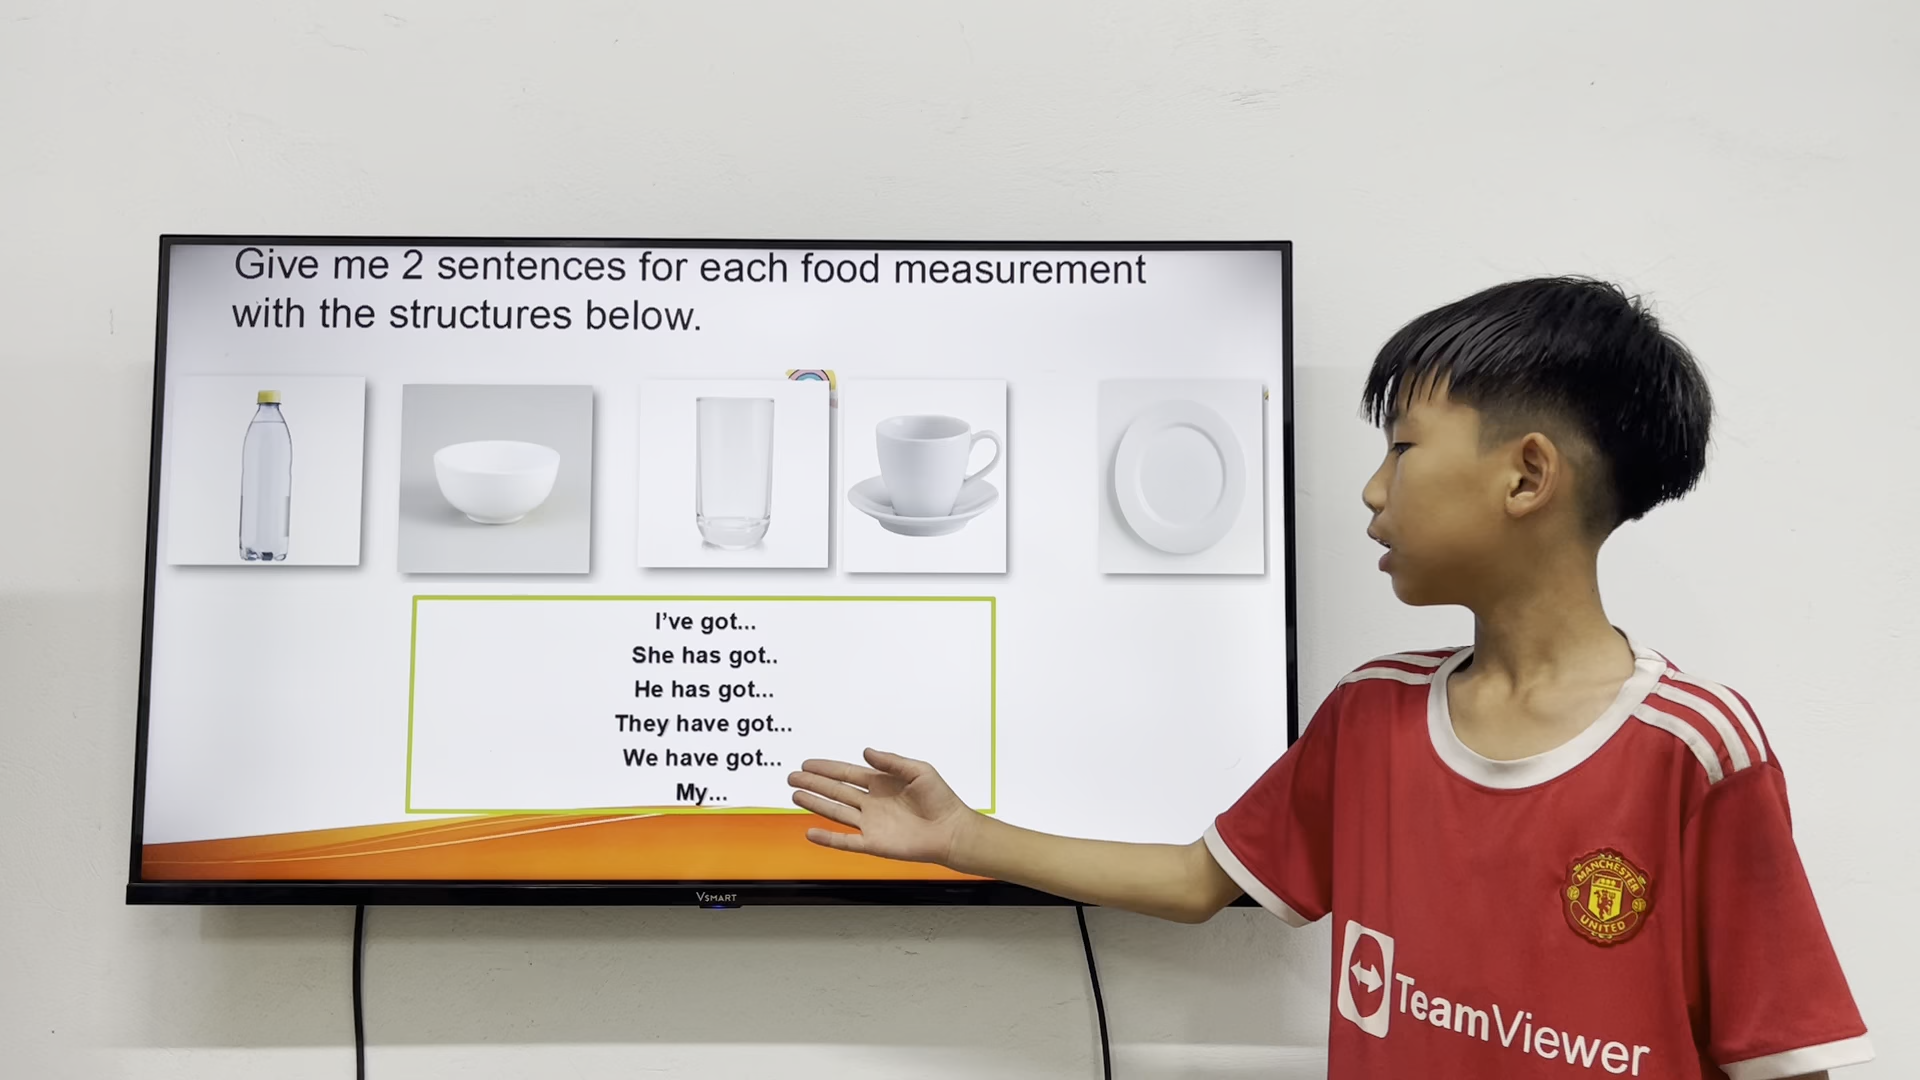 Give me 2 sentences for each food measurement
with the structures below.
I've got...
She has got..
He has got...
They have got...
We have got...
My...
VSMART
MANCHESTER
UNITED
TeamViewer